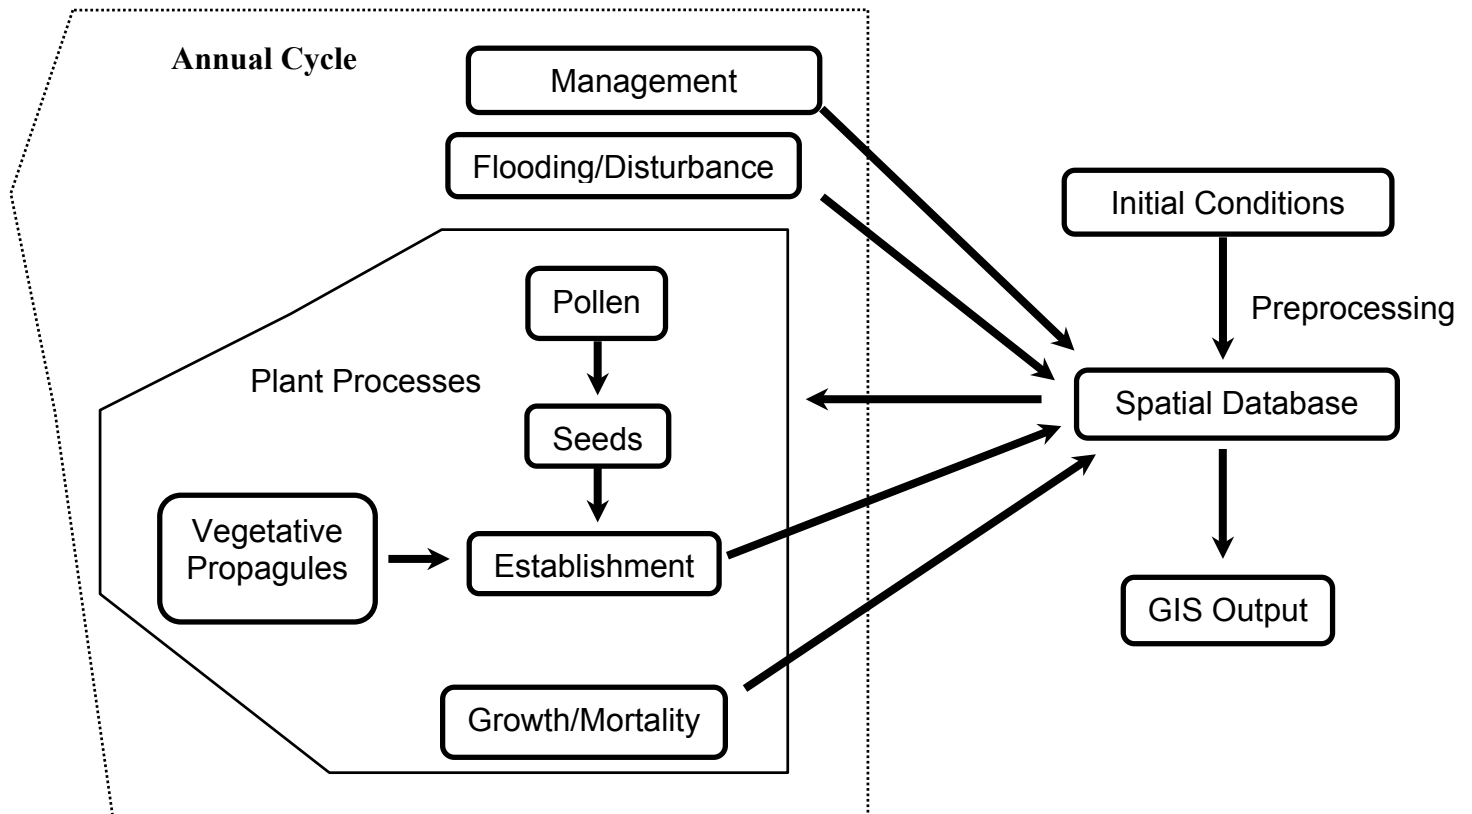 Annual Cycle
Management
Flooding/Disturbance
Initial Conditions
Pollen
Preprocessing
Plant Processes
Spatial Database
Seeds
Vegetative
Propagules
Establishment
GIS Output
Growth/Mortality